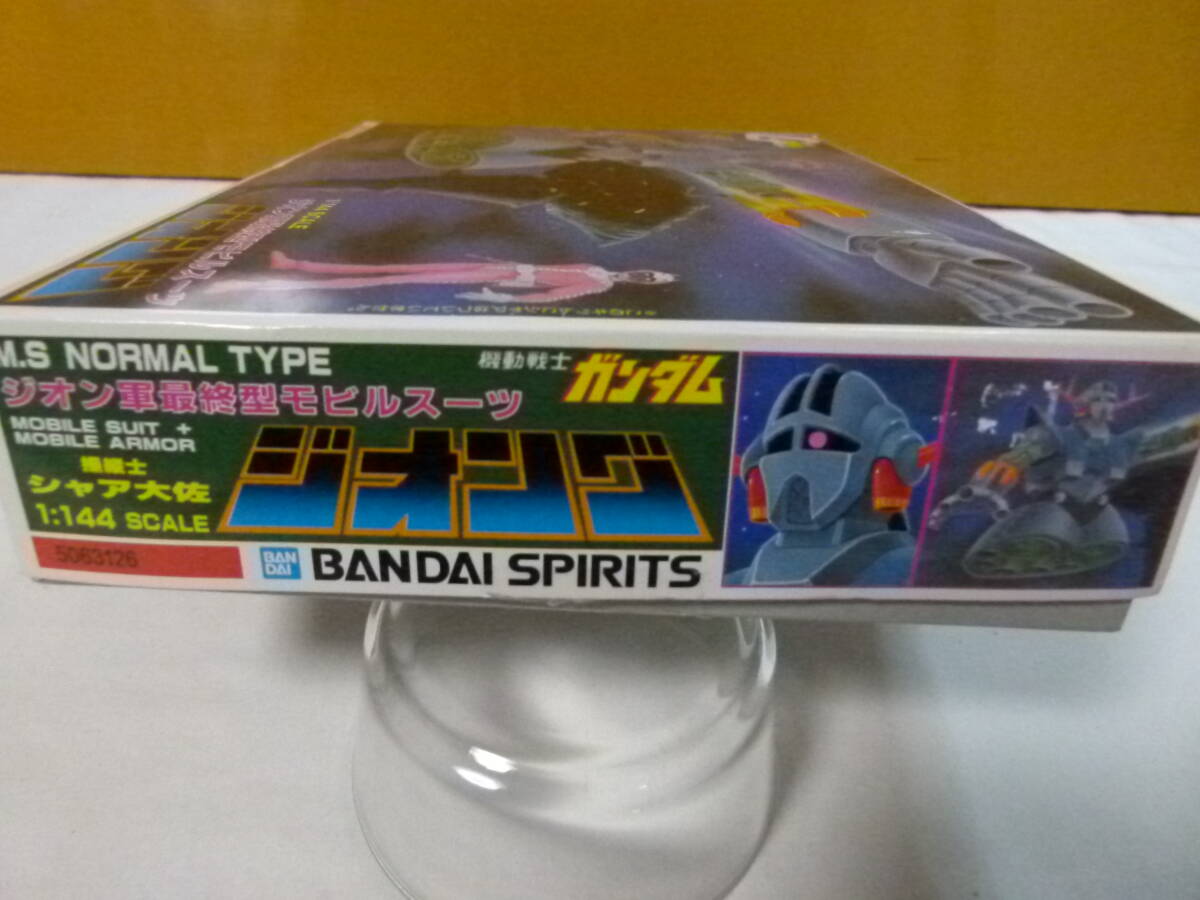 M.S NORMAL TYPE
機動戦士 ガンダム
ジオン軍最終型モビルスーツ
MOBILE SUIT +
MOBILE ARMOR
操縦士
シャア大佐
1:144 SCALE
ジオング
5063126
BAN
DAI
BANDAI SPIRITS